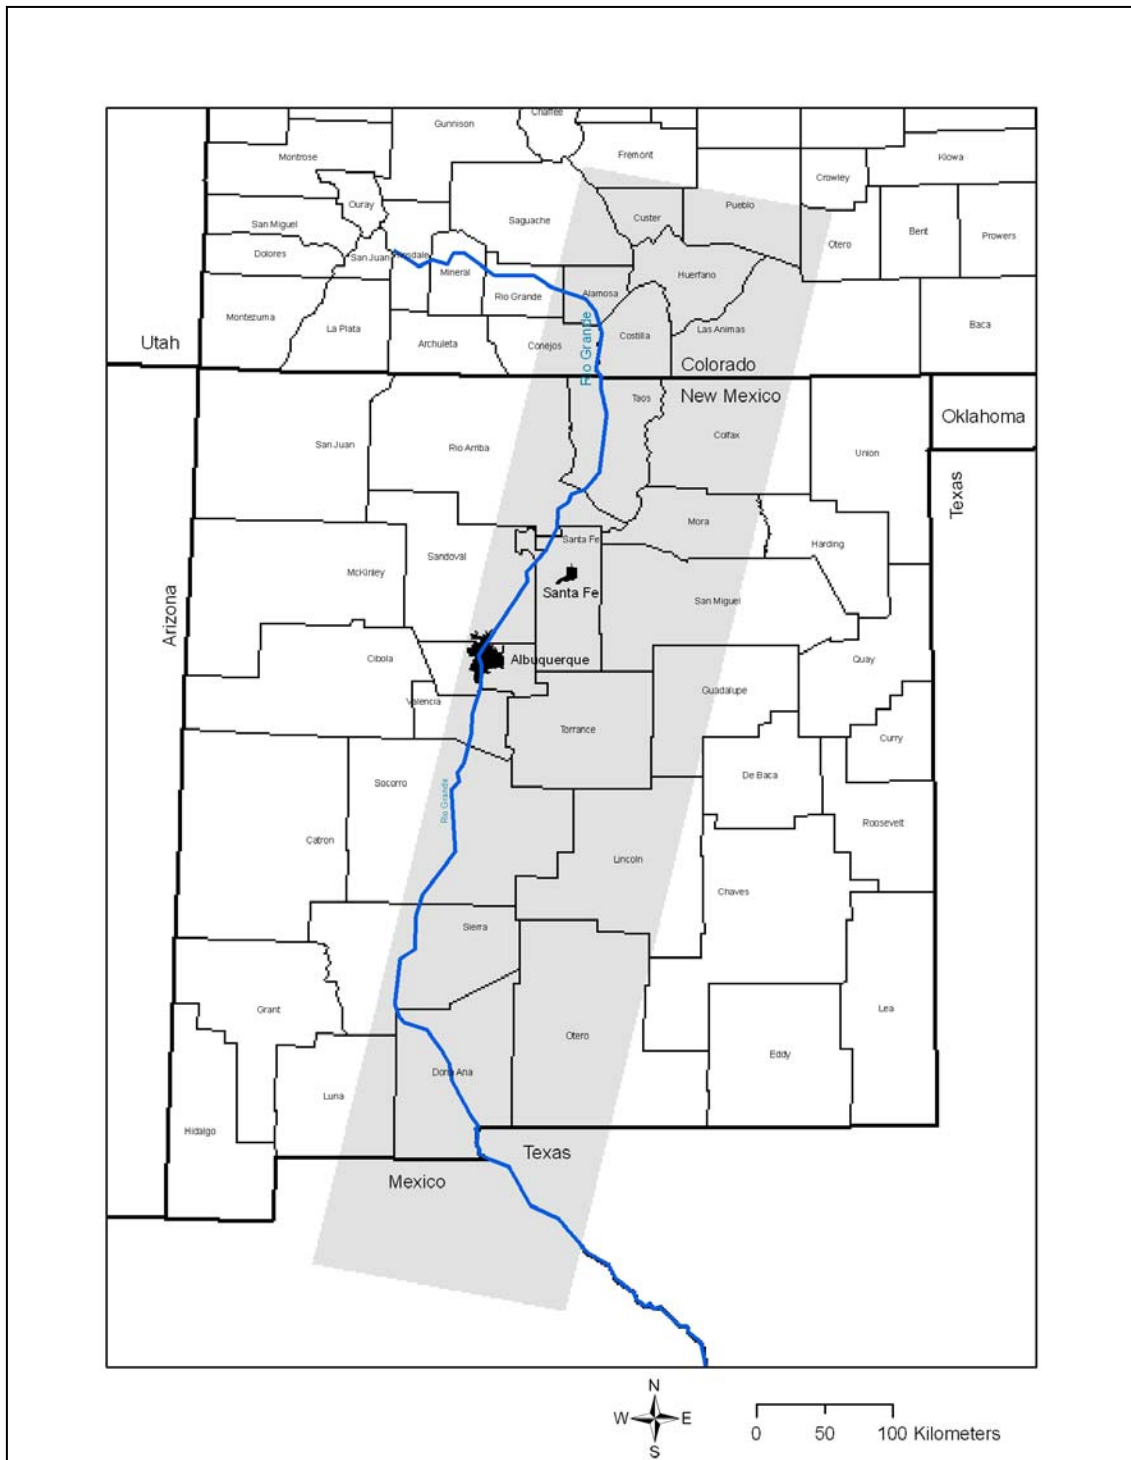 Chaffee
Gunnison
Montrose
Fremont
Kiowa
Crowley
Ouray
Pueblo
San Miguel
Saguache
Custer
Otero
Bent
Prowers
Dolores
San Juan
Mineral
Huerfano
Rio Grande
Alamosa
Montezuma
La Plata
Archuleta
Conejos
Rio Grande
Costilla
Las Animas
Baca
Utah
Colorado
New Mexico
Oklahoma
Taos
San Juan
Rio Arriba
Colfax
Union
Texas
Mora
Santa Fe
Harding
Sandoval
McKinley
Santa Fe
San Miguel
Arizona
Albuquerque
Cibola
Quay
Valencia
Guadalupe
Torrance
Curry
De Baca
Socorro
Rio Grande
Roosevelt
Catron
Lincoln
Chaves
Sierra
Grant
Lea
Otero
Eddy
Dona Ana
Luna
Hidalgo
Texas
Mexico
N
W E
S
0 50 100 Kilometers